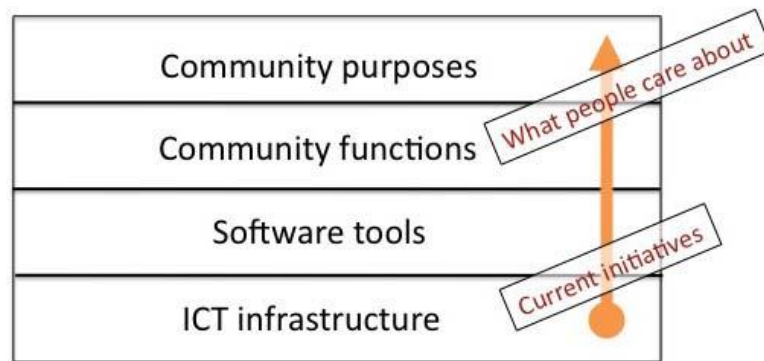 Community purposes
What people care about
Community functions
Software tools
Current initiatives
ICT infrastructure